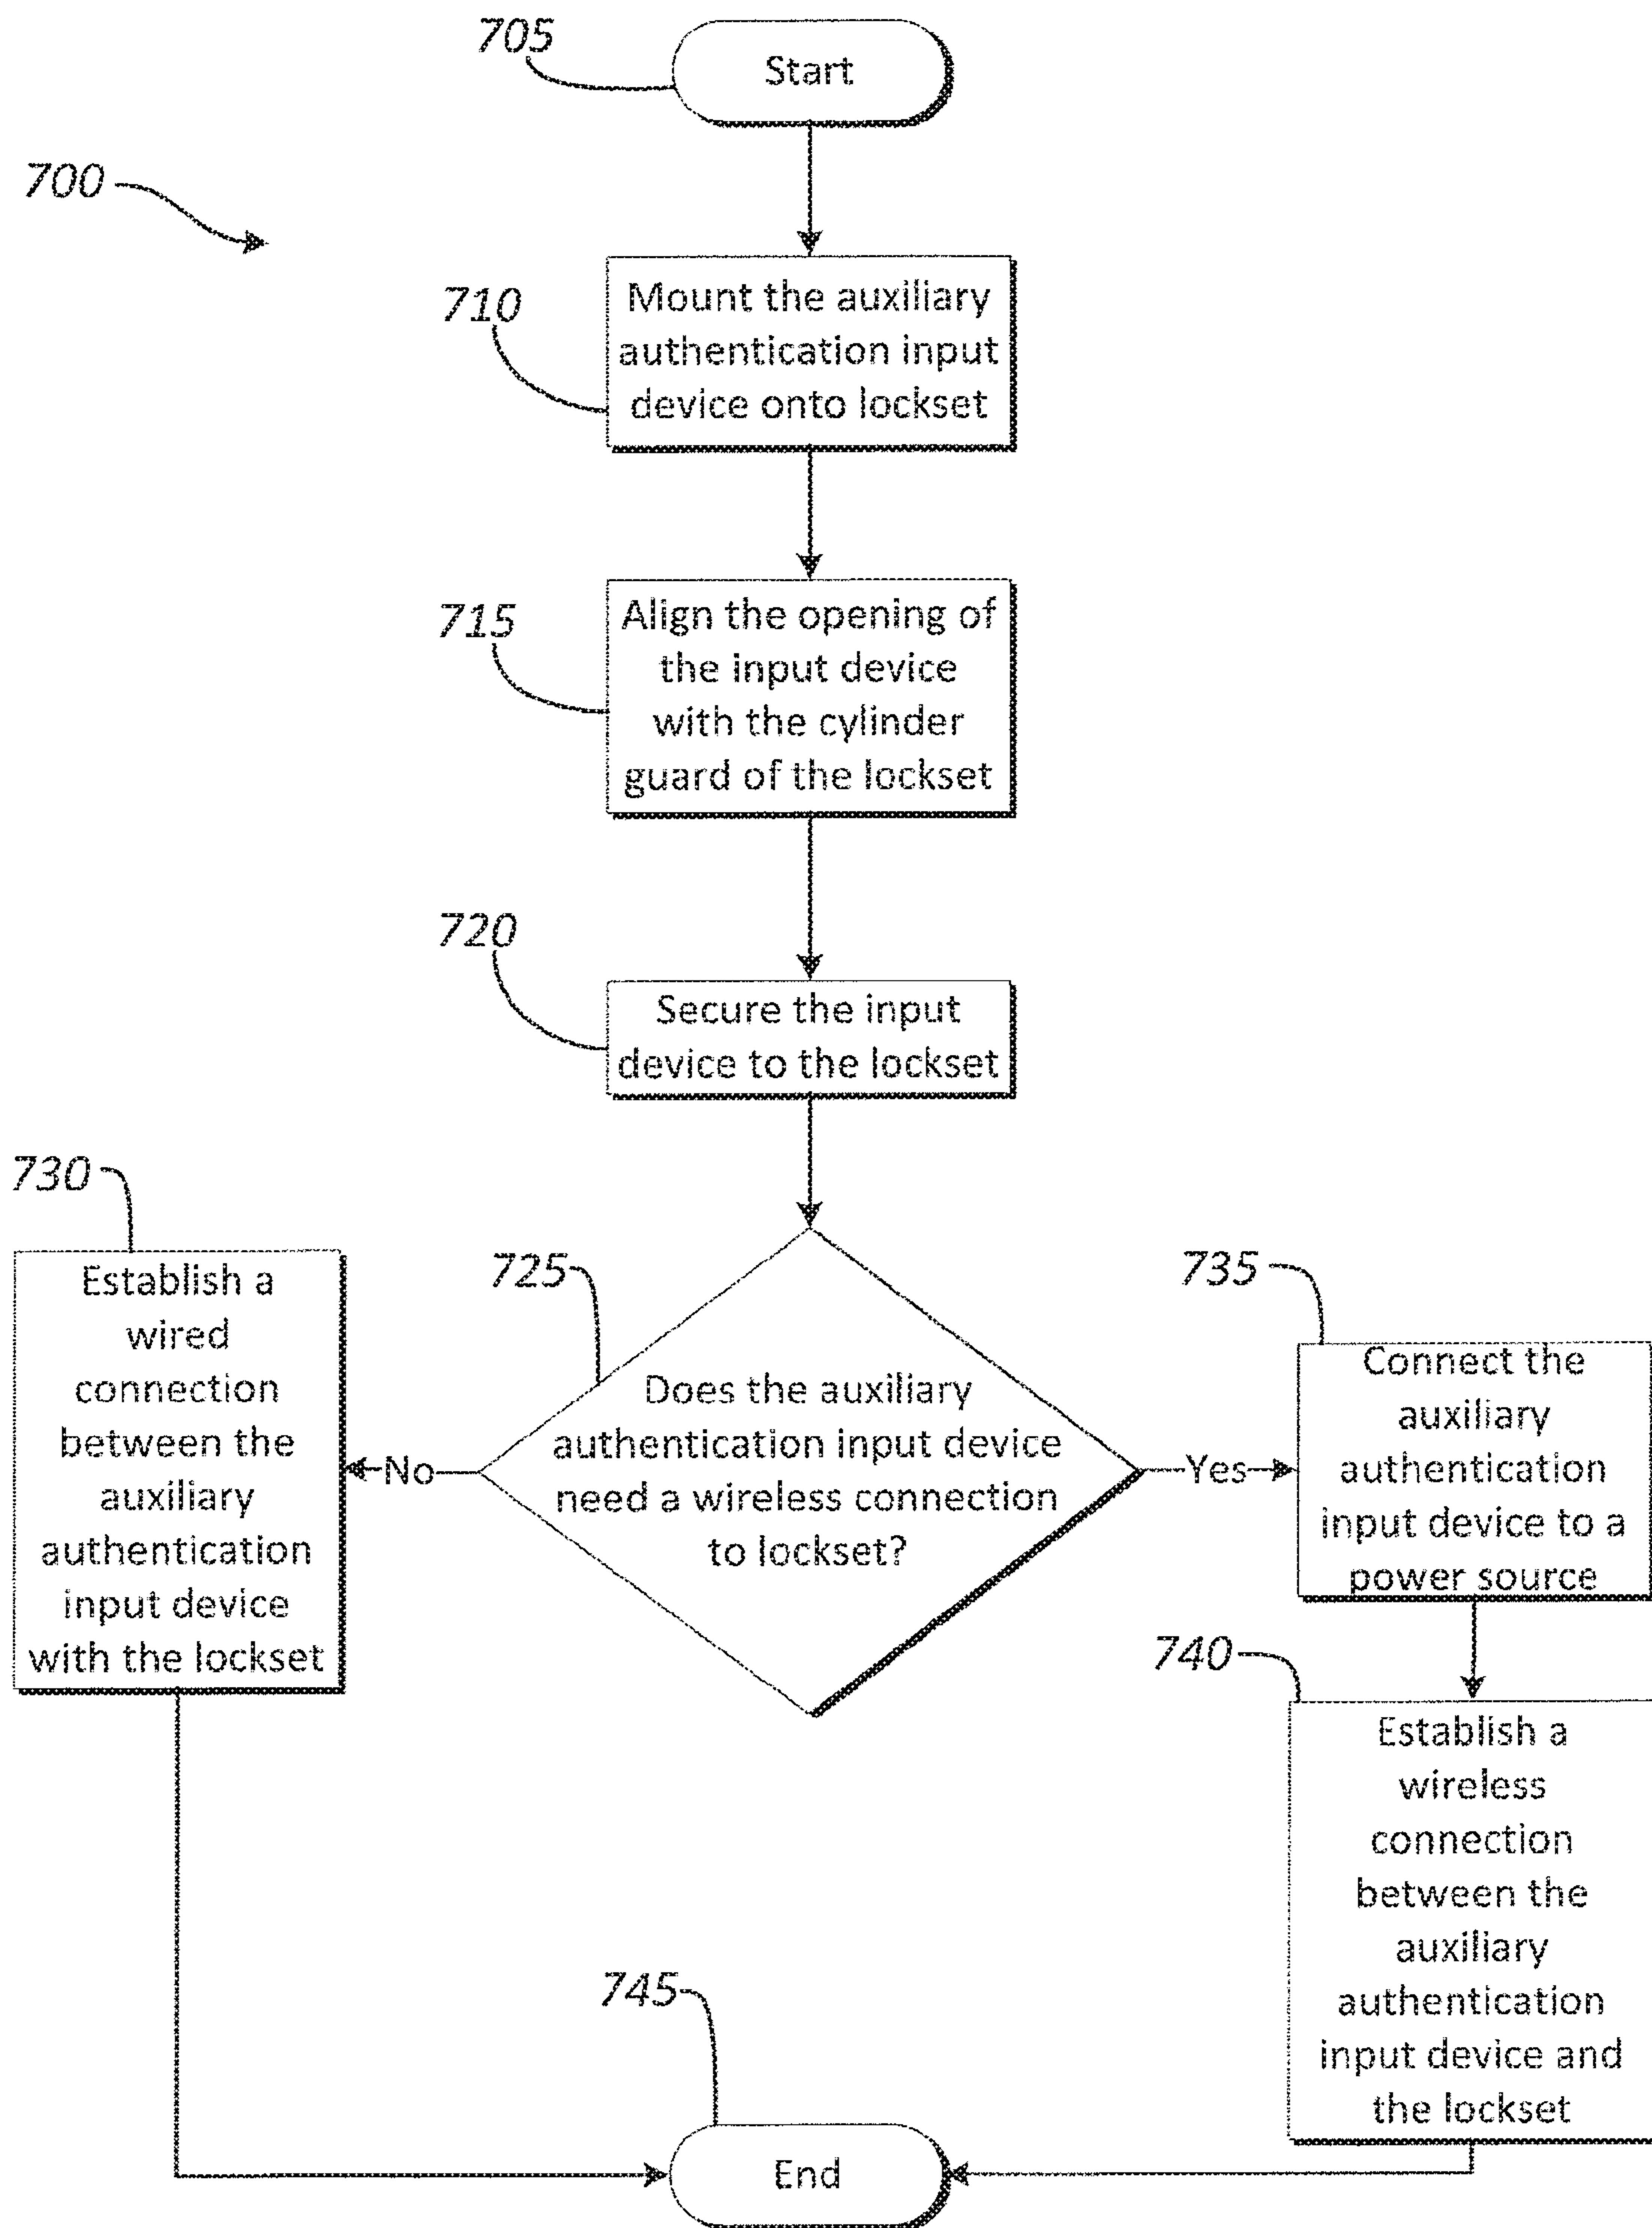 705
Start
700
710
Mount the auxiliary
authentication input
device onto lockset
715
Align the opening of
the input device
with the cylinder
guard of the lockset
720
Secure the input
device to the lockset
730
Establish a
wired
connection
between the
auxiliary
authentication
input device
with the lockset
725
Does the auxiliary
authentication input device
need a wireless connection
to lockset?
No
Yes
735
Connect the
auxiliary
authentication
input device to a
power source
740
Establish a
wireless
connection
between the
auxiliary
authentication
input device and
the lockset
745
End